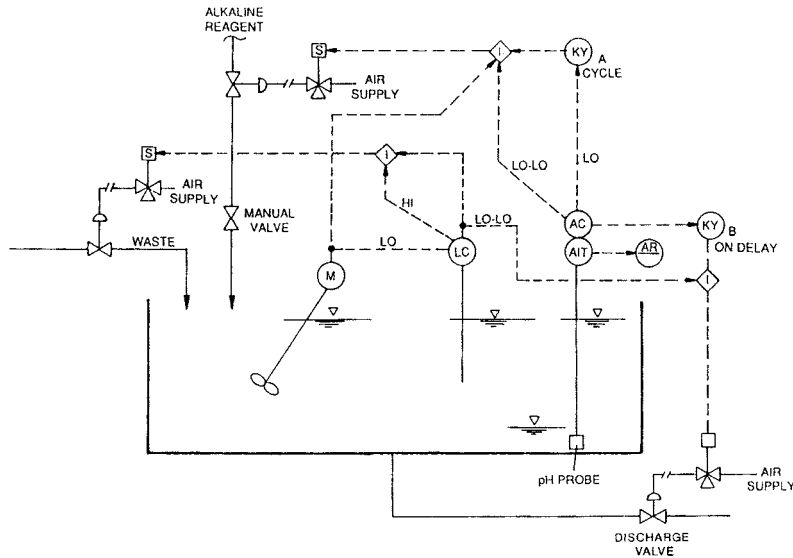 ALKALINE
REAGENT
S
I
KY
A
CYCLE
AIR
SUPPLY
S
I
LO-LO
LO
AIR
SUPPLY
HI
MANUAL
VALVE
LO-LO
AC
KY
B
ON DELAY
WASTE
LO
LC
AIT
AR
M
I
pH PROBE
AIR
SUPPLY
DISCHARGE
VALVE